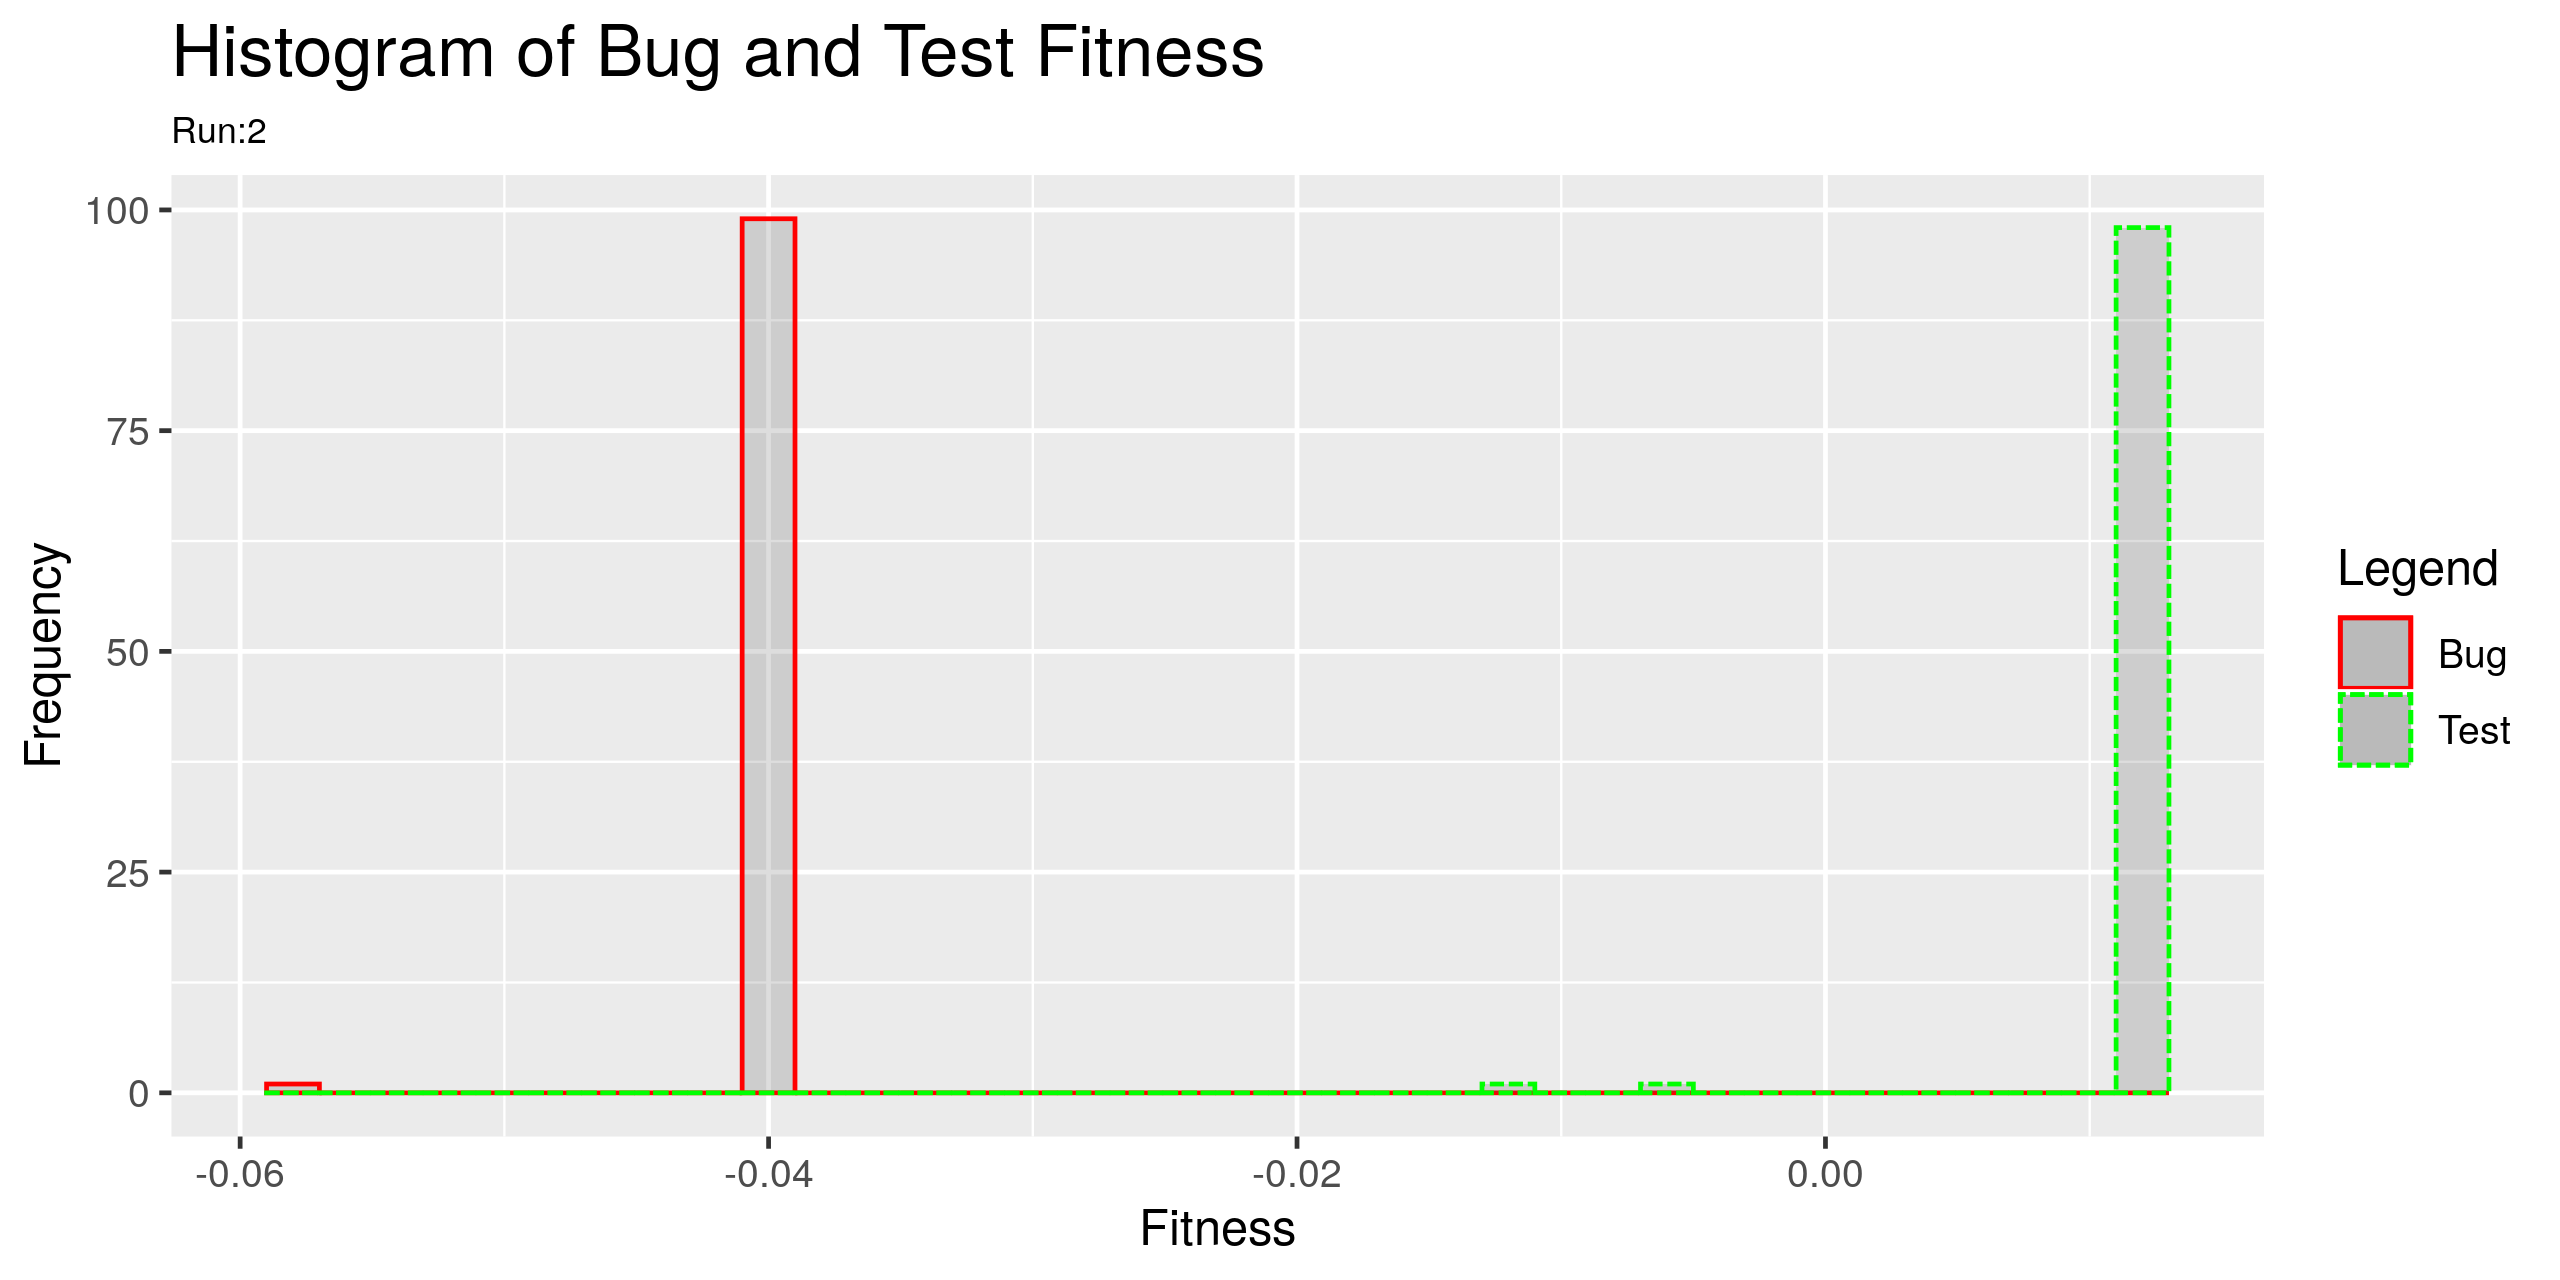 Histogram of Bug and Test Fitness
Run:2
100
75
50
25
0
Frequency
-0.06
-0.04
-0.02
0.00
Fitness
Legend
Bug
Test